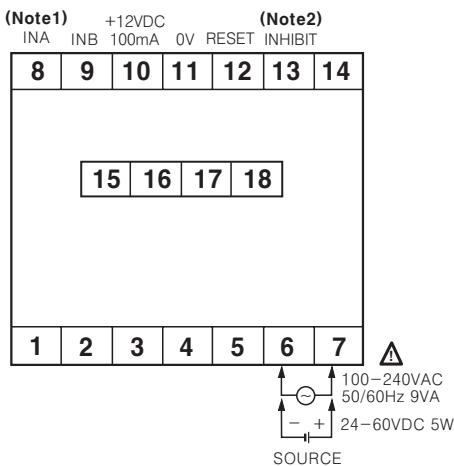 (Note1) (Note2)
+12VDC
INA INB 100mA 0V RESET INHIBIT
8 9 10 11 12 13 14
15 16 17 18
1 2 3 4 5 6 7
100-240VAC
50/60Hz 9VA
- + 24-60VDC 5W
SOURCE